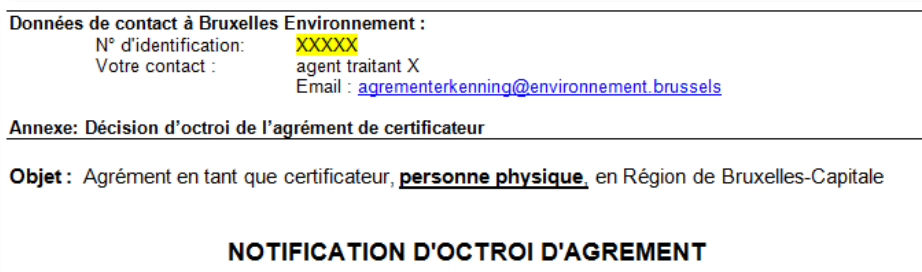 Données de contact à Bruxelles Environnement :
N° d'identification: XXXXX
Votre contact : agent traitant X
Email : agrementerkenning@environnement.brussels
Annexe: Décision d'octroi de l'agrément de certificateur
Objet : Agrément en tant que certificateur, personne physique, en Région de Bruxelles-Capitale
NOTIFICATION D'OCTROI D'AGREMENT